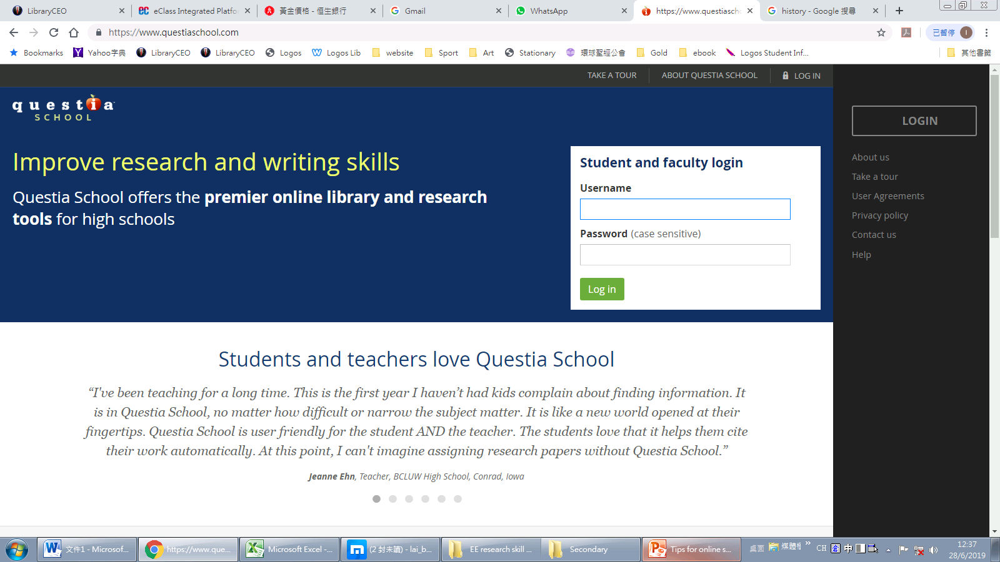 LibraryCEO
eClass Integrated Platfo
黃金價格 - 恒生銀行
Gmail
WhatsApp
https://www.questiascho
history - Google 搜尋
https://www.questiaschool.com
已暫停
I
Bookmarks
Yahoo字典
LibraryCEO
LibraryCEO
Logos
Logos Lib
website
Sport
Art
Stationary
環球聖經公會
Gold
ebook
Logos Student Inf...
其他書籤
TAKE A TOUR
ABOUT QUESTIA SCHOOL
LOG IN
questia
SCHOOL
Improve research and writing skills
Questia School offers the premier online library and research
tools for high schools
Student and faculty login
Username
Password (case sensitive)
Log in
LOGIN
About us
Take a tour
User Agreements
Privacy policy
Contact us
Help
Students and teachers love Questia School
“I've been teaching for a long time. This is the first year I haven’t had kids complain about finding information. It
is in Questia School, no matter how difficult or narrow the subject matter. It is like a new world opened at their
fingertips. Questia School is user friendly for the student AND the teacher. The students love that it helps them cite
their work automatically. At this point, I can't imagine assigning research papers without Questia School.”
Jeanne Ehn, Teacher, BCLUW High School, Conrad, Iowa
文件1 - Microsof...
https://www.que...
Microsoft Excel -...
(2 封未讀) - lai_b...
EE research skill ...
Secondary
Tips for online s...
桌面
媒體櫃
CH
中
12:37
28/6/2019